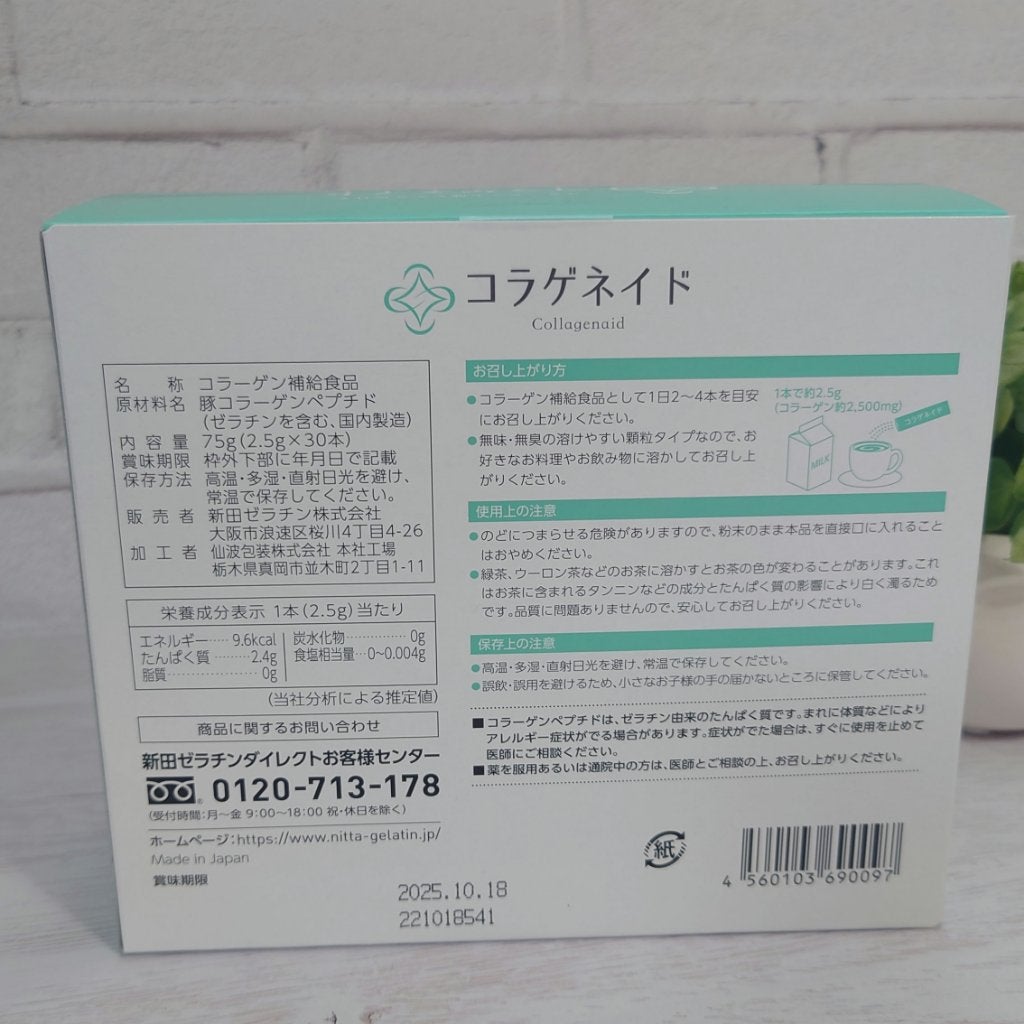 コラゲネイド
Collagenaid
名　称 コラーゲン補給食品
原材料名 豚コラーゲンペプチド
(ゼラチンを含む、国内製造)
内容量 75g(2.5g×30本)
賞味期限 枠外下部に年月日で記載
保存方法 高温・多湿・直射日光を避け、
常温で保存してください。
販売者 新田ゼラチン株式会社
大阪市浪速区桜川4丁目4-26
加工者 仙波包装株式会社 本社工場
栃木県真岡市並木町2丁目1-11
栄養成分表示 1本(2.5g)当たり
エネルギー……9.6kcal
たんぱく質………2.4g
脂質………………0g
炭水化物……………0g
食塩相当量…0〜0.004g
(当社分析による推定値)
商品に関するお問い合わせ
新田ゼラチンダイレクトお客様センター
0120-713-178
(受付時間:月〜金 9:00〜18:00 祝・休日を除く)
ホームページ:https://www.nitta-gelatin.jp/
Made in Japan
賞味期限
2025.10.18
221018541
お召し上がり方
●コラーゲン補給食品として1日2〜4本を目安
にお召し上がりください。
●無味・無臭の溶けやすい顆粒タイプなので、お
好きなお料理やお飲み物に溶かしてお召し上
がりください。
1本で約2.5g
(コラーゲン約2,500mg)
コラゲネイド
MILK
使用上の注意
●のどにつまらせる危険がありますので、粉末のまま本品を直接口に入れること
はおやめください。
●緑茶、ウーロン茶などのお茶に溶かすとお茶の色が変わることがあります。これ
はお茶に含まれるタンニンなどの成分とたんぱく質の影響により白く濁るため
です。品質に問題ありませんので、安心してお召し上がりください。
保存上の注意
●高温・多湿・直射日光を避け、常温で保存してください。
●誤飲・誤用を避けるため、小さなお子様の手の届かないところに保管してください。
■コラーゲンペプチドは、ゼラチン由来のたんぱく質です。まれに体質などにより
アレルギー症状がでる場合があります。症状がでた場合は、すぐに使用を止めて
医師にご相談ください。
■薬を服用あるいは通院中の方は、医師とご相談の上、お召し上がりください。
紙
4 560103 690097